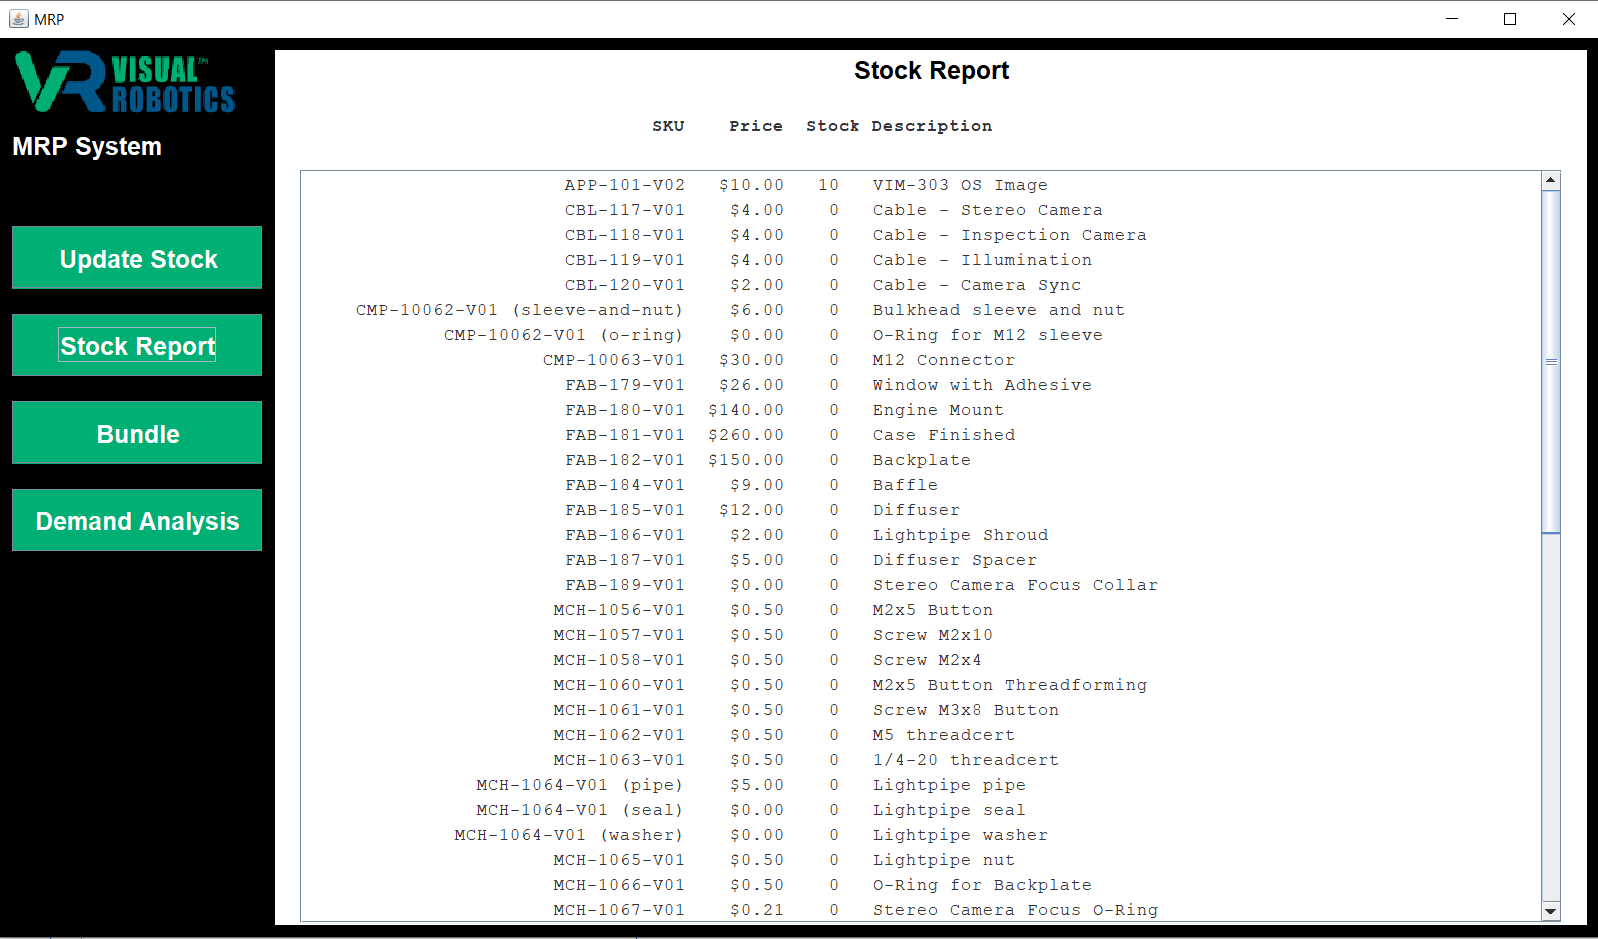 MRP
VISUAL™
ROBOTICS
MRP System
Update Stock
Stock Report
Bundle
Demand Analysis
Stock Report
SKU Price Stock Description
APP-101-V02 $10.00 10 VIM-303 OS Image
CBL-117-V01 $4.00 0 Cable - Stereo Camera
CBL-118-V01 $4.00 0 Cable - Inspection Camera
CBL-119-V01 $4.00 0 Cable - Illumination
CBL-120-V01 $2.00 0 Cable - Camera Sync
CMP-10062-V01 (sleeve-and-nut) $6.00 0 Bulkhead sleeve and nut
CMP-10062-V01 (o-ring) $0.00 0 O-Ring for M12 sleeve
CMP-10063-V01 $30.00 0 M12 Connector
FAB-179-V01 $26.00 0 Window with Adhesive
FAB-180-V01 $140.00 0 Engine Mount
FAB-181-V01 $260.00 0 Case Finished
FAB-182-V01 $150.00 0 Backplate
FAB-184-V01 $9.00 0 Baffle
FAB-185-V01 $12.00 0 Diffuser
FAB-186-V01 $2.00 0 Lightpipe Shroud
FAB-187-V01 $5.00 0 Diffuser Spacer
FAB-189-V01 $0.00 0 Stereo Camera Focus Collar
MCH-1056-V01 $0.50 0 M2x5 Button
MCH-1057-V01 $0.50 0 Screw M2x10
MCH-1058-V01 $0.50 0 Screw M2x4
MCH-1060-V01 $0.50 0 M2x5 Button Threadforming
MCH-1061-V01 $0.50 0 Screw M3x8 Button
MCH-1062-V01 $0.50 0 M5 threadcert
MCH-1063-V01 $0.50 0 1/4-20 threadcert
MCH-1064-V01 (pipe) $5.00 0 Lightpipe pipe
MCH-1064-V01 (seal) $0.00 0 Lightpipe seal
MCH-1064-V01 (washer) $0.00 0 Lightpipe washer
MCH-1065-V01 $0.50 0 Lightpipe nut
MCH-1066-V01 $0.50 0 O-Ring for Backplate
MCH-1067-V01 $0.21 0 Stereo Camera Focus O-Ring